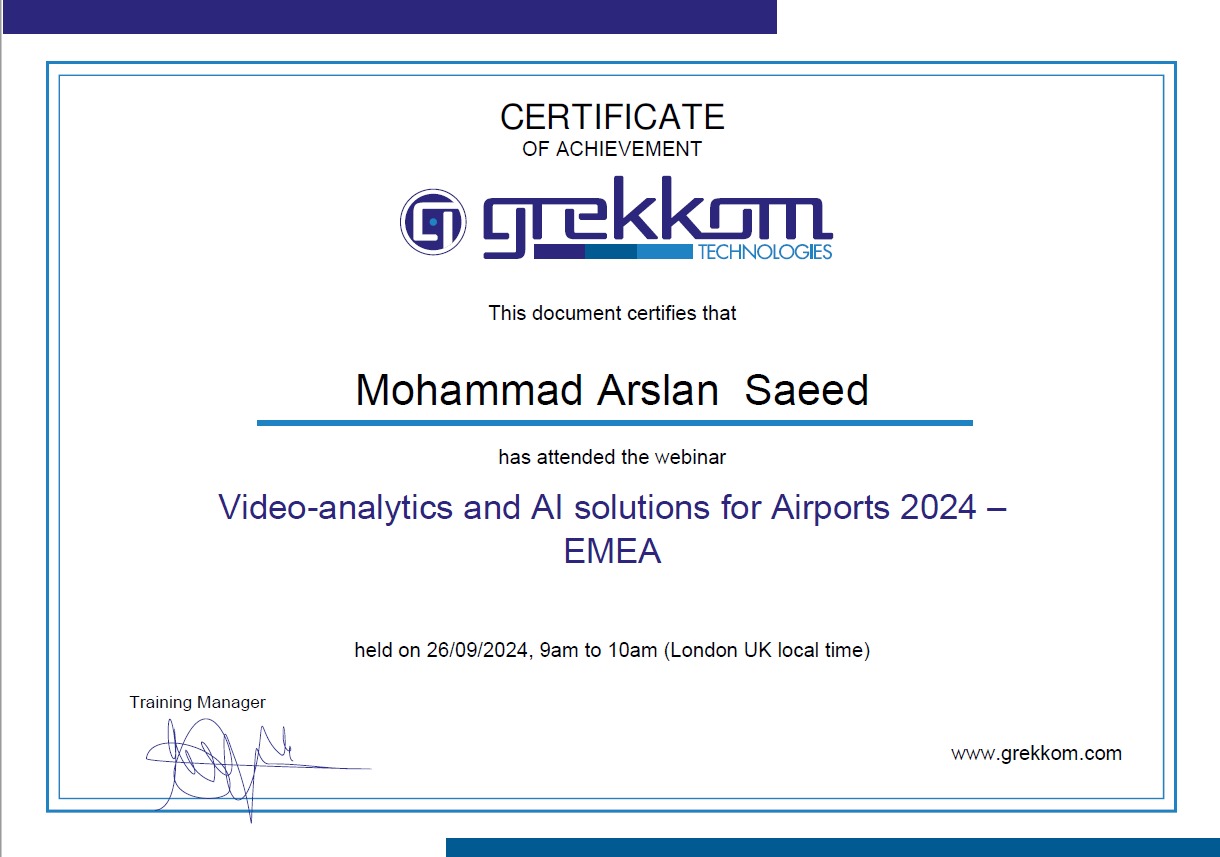 CERTIFICATE
OF ACHIEVEMENT
grekkom
TECHNOLOGIES
This document certifies that
Mohammad Arslan  Saeed
has attended the webinar
Video-analytics and AI solutions for Airports 2024 –
EMEA
held on 26/09/2024, 9am to 10am (London UK local time)
Training Manager
www.grekkom.com